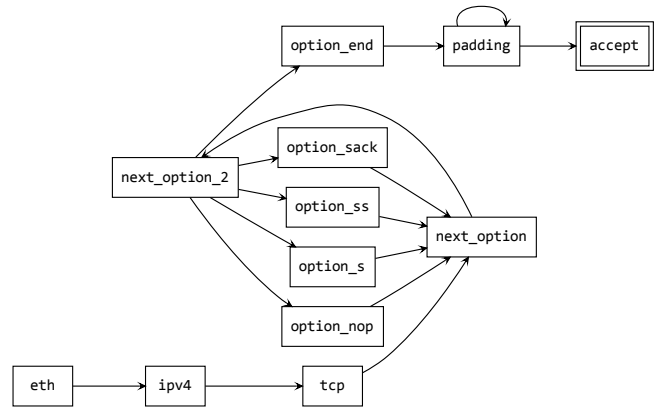 option_end
padding
accept
option_sack
next_option_2
option_ss
next_option
option_s
option_nop
eth
ipv4
tcp